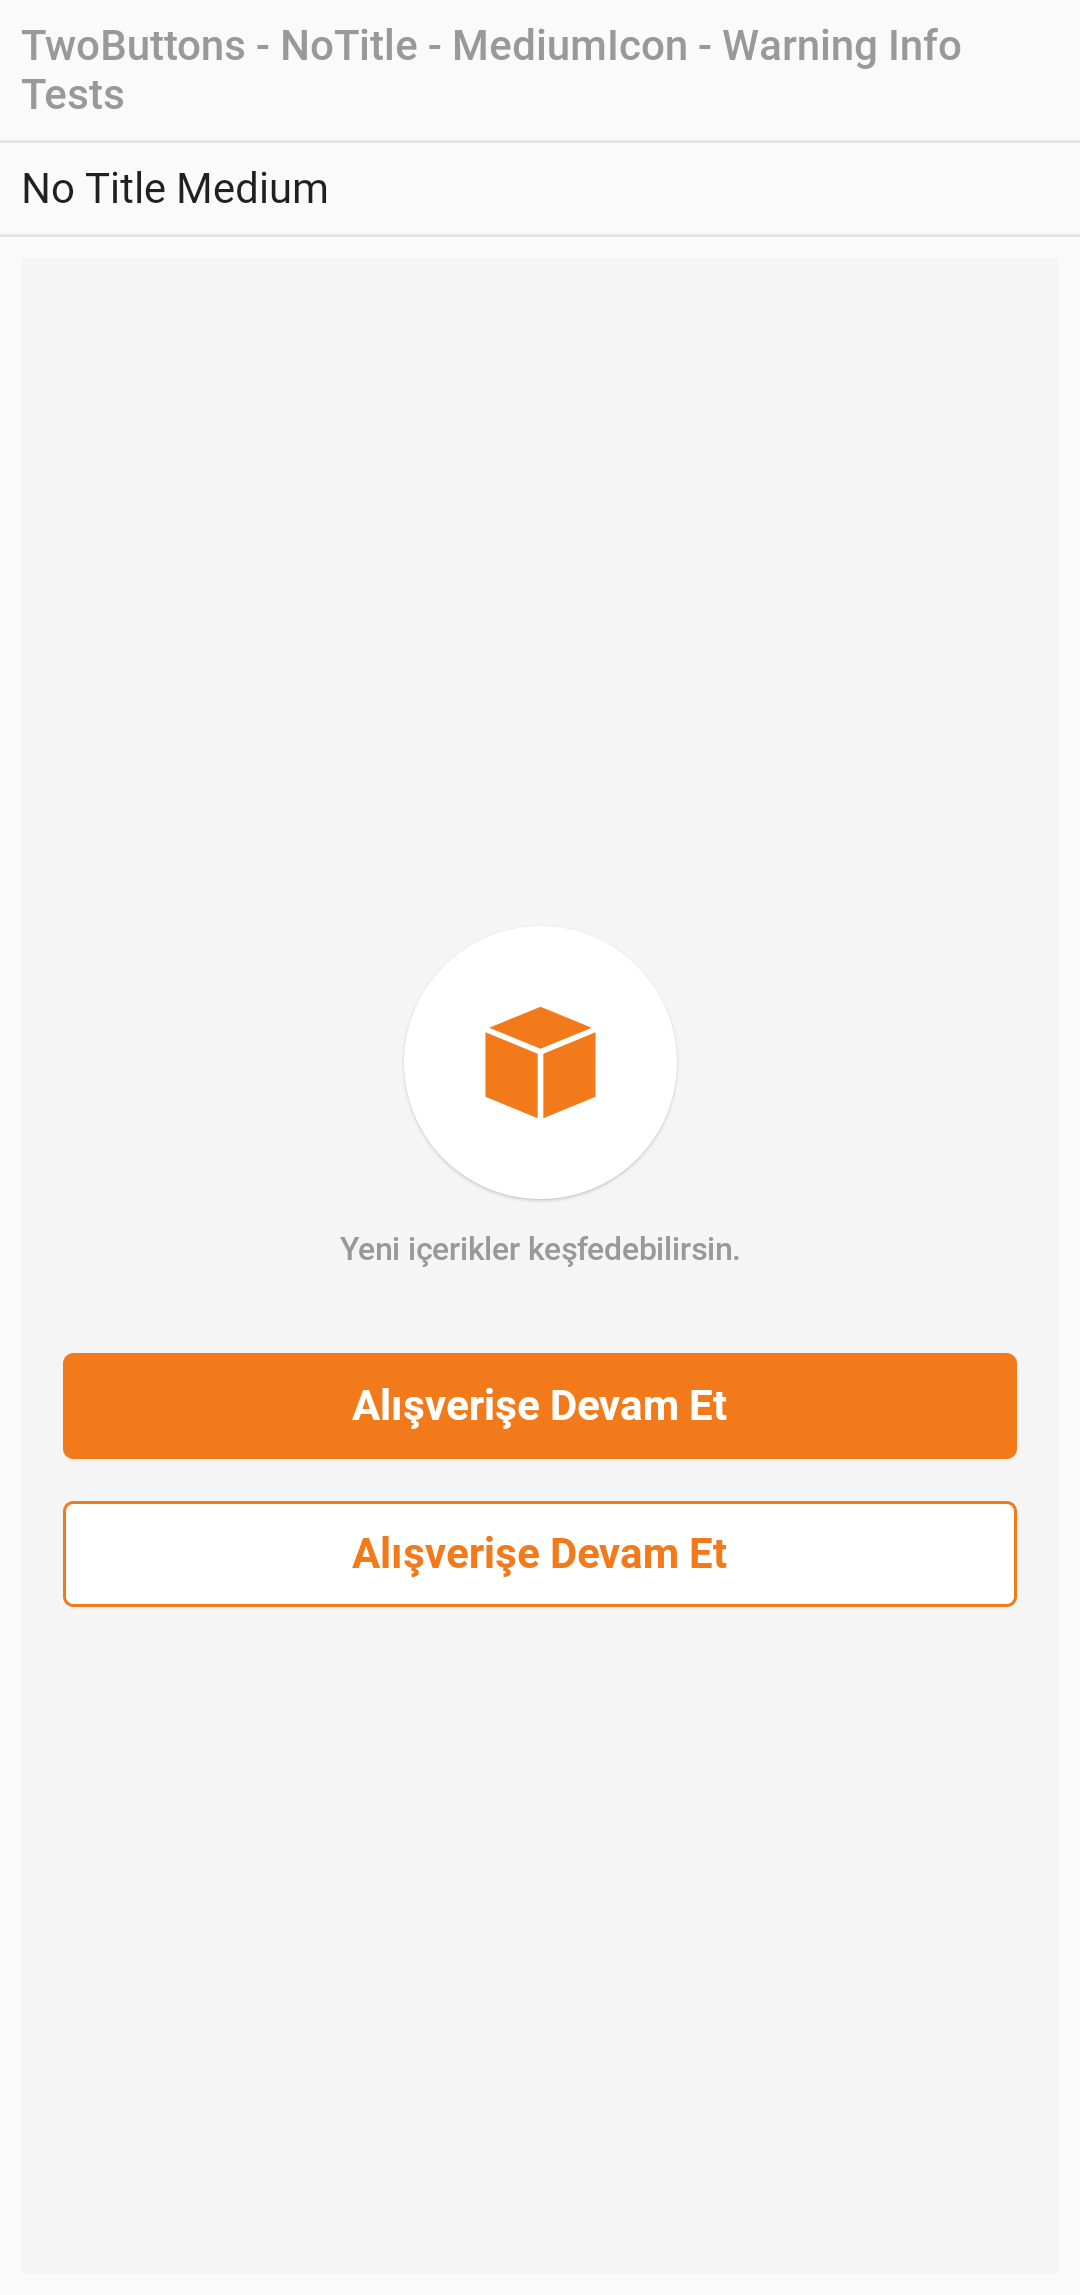 TwoButtons - NoTitle - MediumIcon - Warning Info
Tests
No Title Medium
Yeni içerikler keşfedebilirsin.
Alışverişe Devam Et
Alışverişe Devam Et